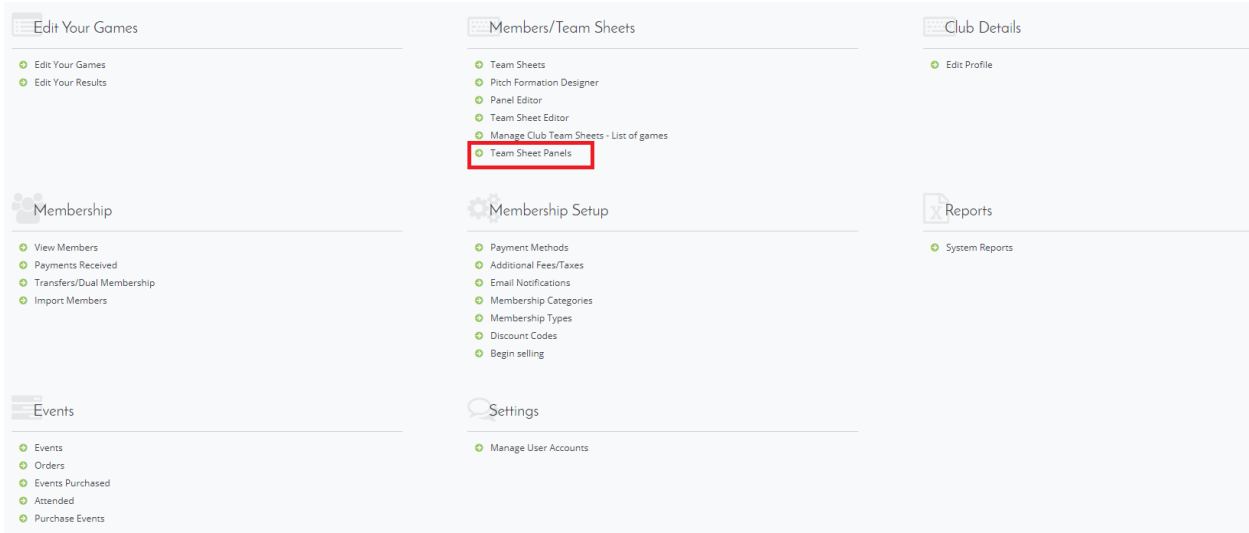 Edit Your Games
Edit Your Games
Edit Your Results
Members/Team Sheets
Team Sheets
Pitch Formation Designer
Panel Editor
Team Sheet Editor
Manage Club Team Sheets - List of games
Team Sheet Panels
Club Details
Edit Profile
Membership
View Members
Payments Received
Transfers/Dual Membership
Import Members
Membership Setup
Payment Methods
Additional Fees/Taxes
Email Notifications
Membership Categories
Membership Types
Discount Codes
Begin selling
Reports
System Reports
Events
Events
Orders
Events Purchased
Attended
Purchase Events
Settings
Manage User Accounts